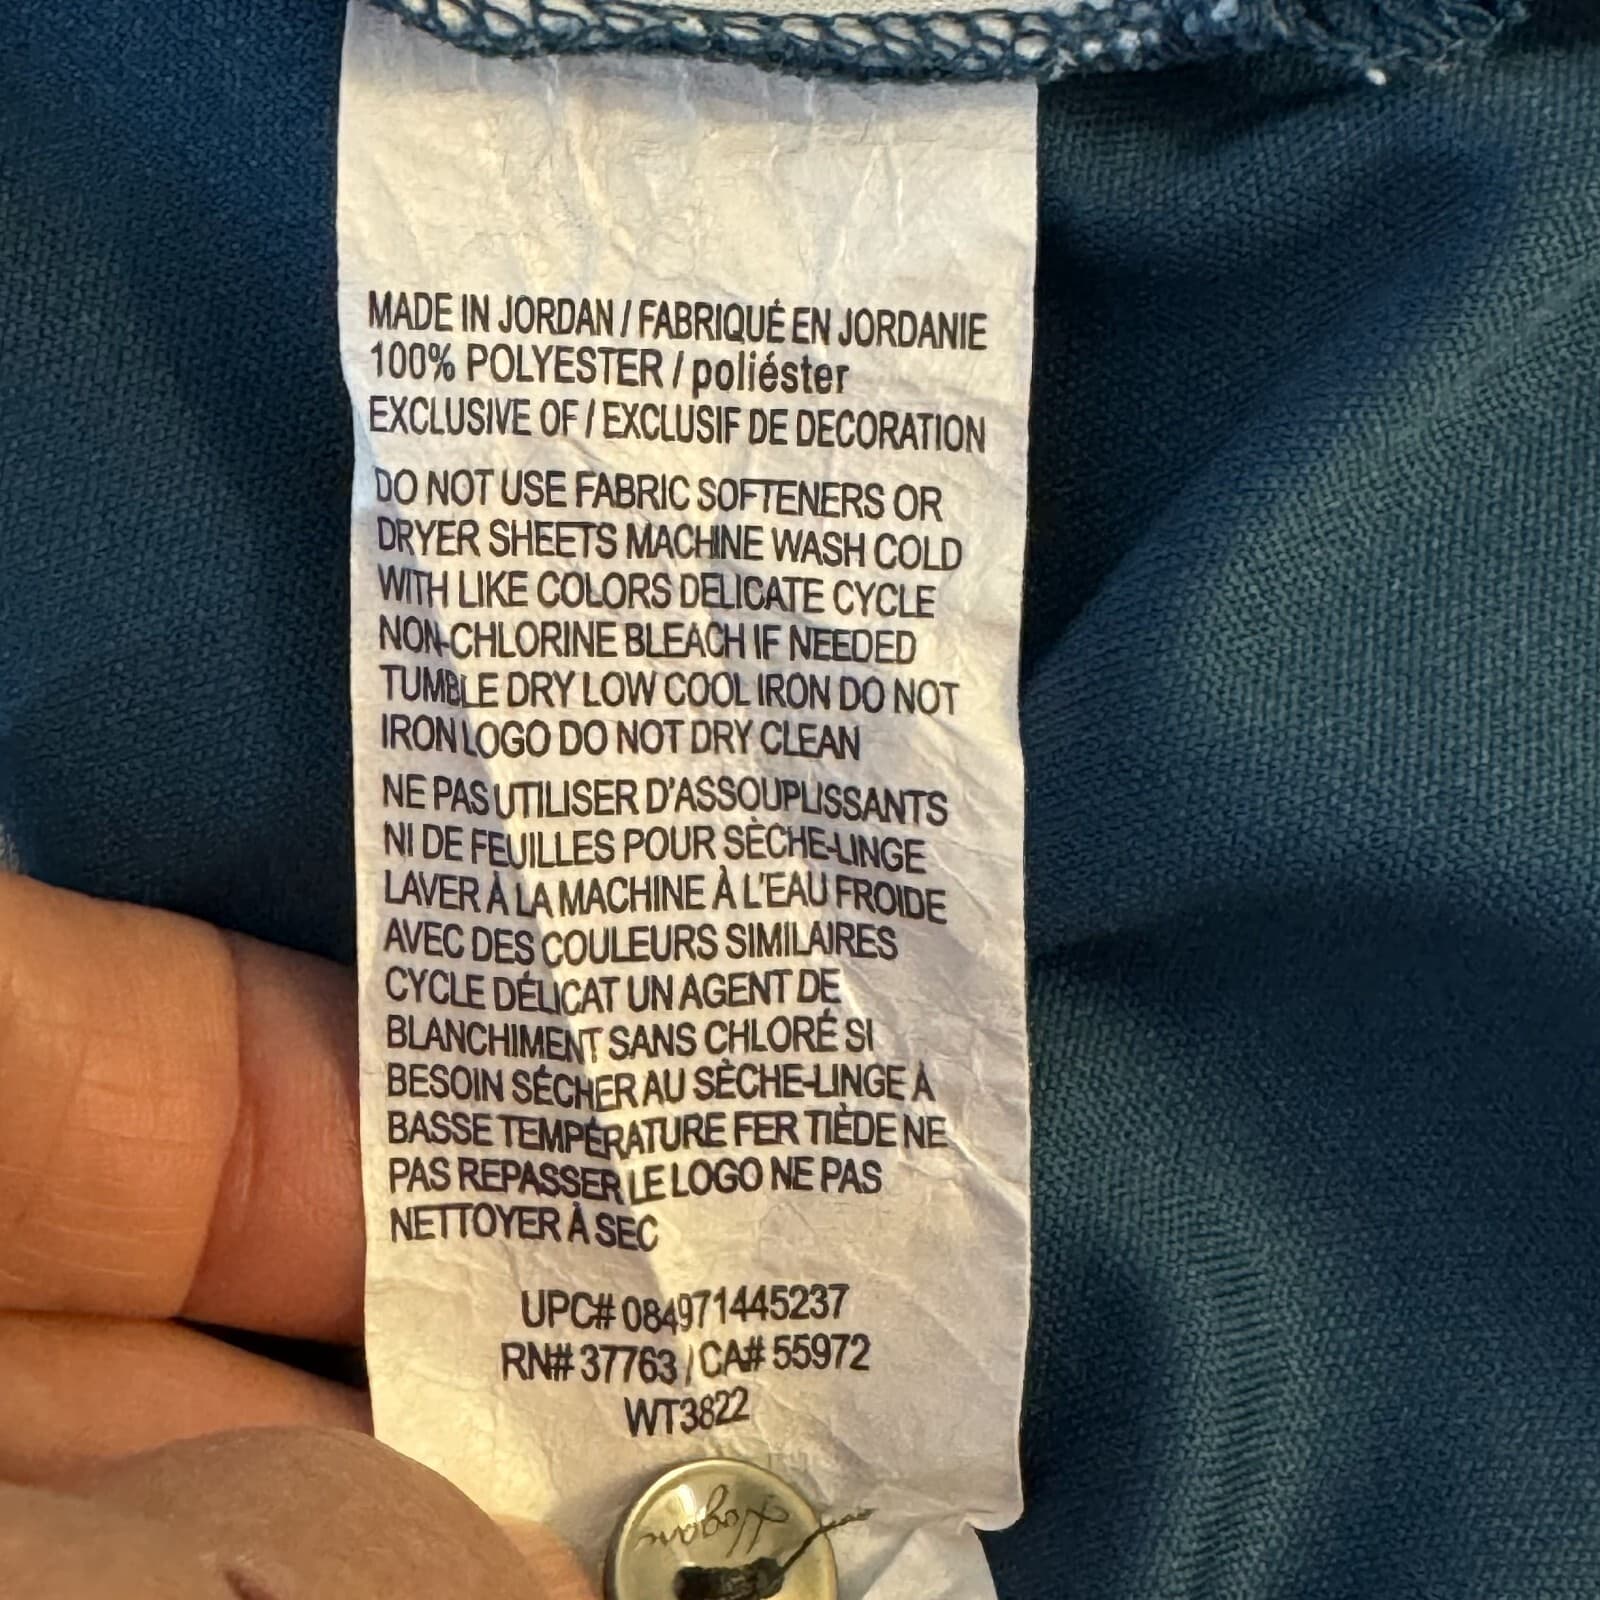 MADE IN JORDAN / FABRIQUÉ EN JORDANIE
100% POLYESTER / poliéster
EXCLUSIVE OF / EXCLUSIF DE DECORATION
DO NOT USE FABRIC SOFTENERS OR
DRYER SHEETS MACHINE WASH COLD
WITH LIKE COLORS DELICATE CYCLE
NON-CHLORINE BLEACH IF NEEDED
TUMBLE DRY LOW COOL IRON DO NOT
IRON LOGO DO NOT DRY CLEAN
NE PAS UTILISER D'ASSOUPLISSANTS
NI DE FEUILLES POUR SÈCHE-LINGE
LAVER À LA MACHINE À L'EAU FROIDE
AVEC DES COULEURS SIMILAIRES
CYCLE DÉLICAT UN AGENT DE
BLANCHIMENT SANS CHLORÉ SI
BESOIN SÉCHER AU SÈCHE-LINGE À
BASSE TEMPÉRATURE FER TIÈDE NE
PAS REPASSER LE LOGO NE PAS
NETTOYER À SEC
UPC# 084971445237
RN# 37763 / CA# 55972
WT3822
Hogan